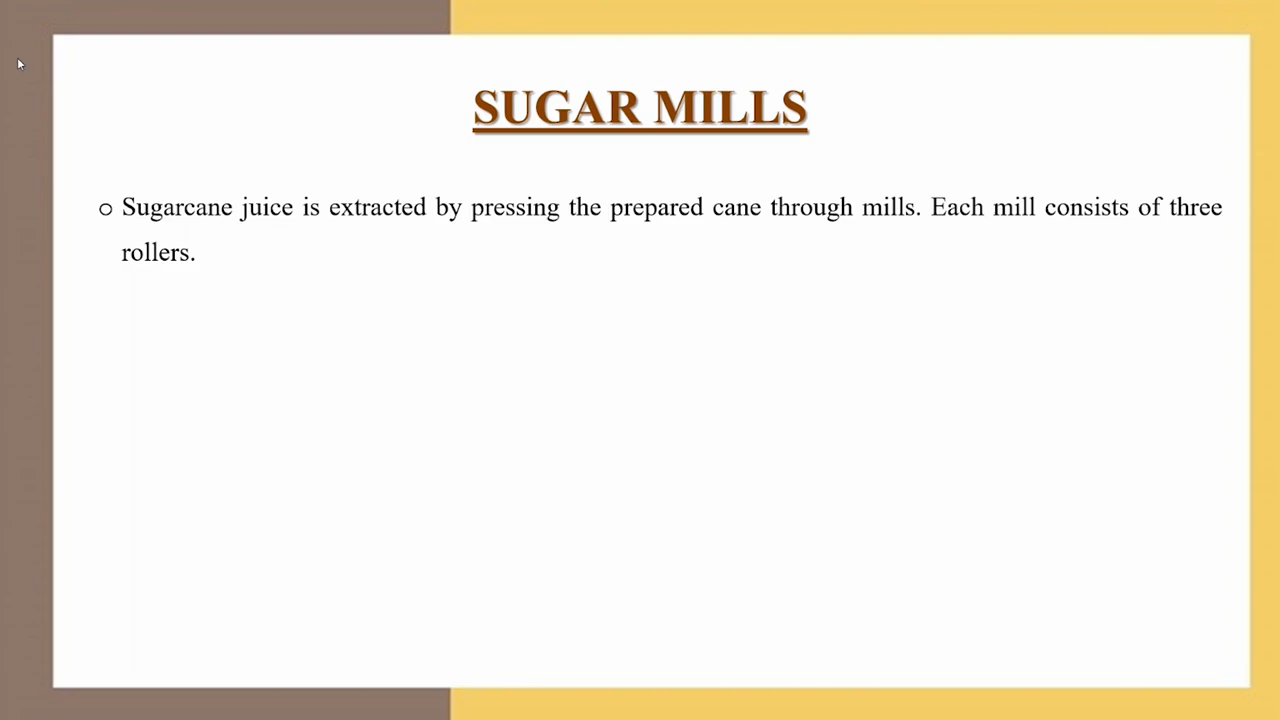 SUGAR MILLS
o Sugarcane juice is extracted by pressing the prepared cane through mills. Each mill consists of three
rollers.